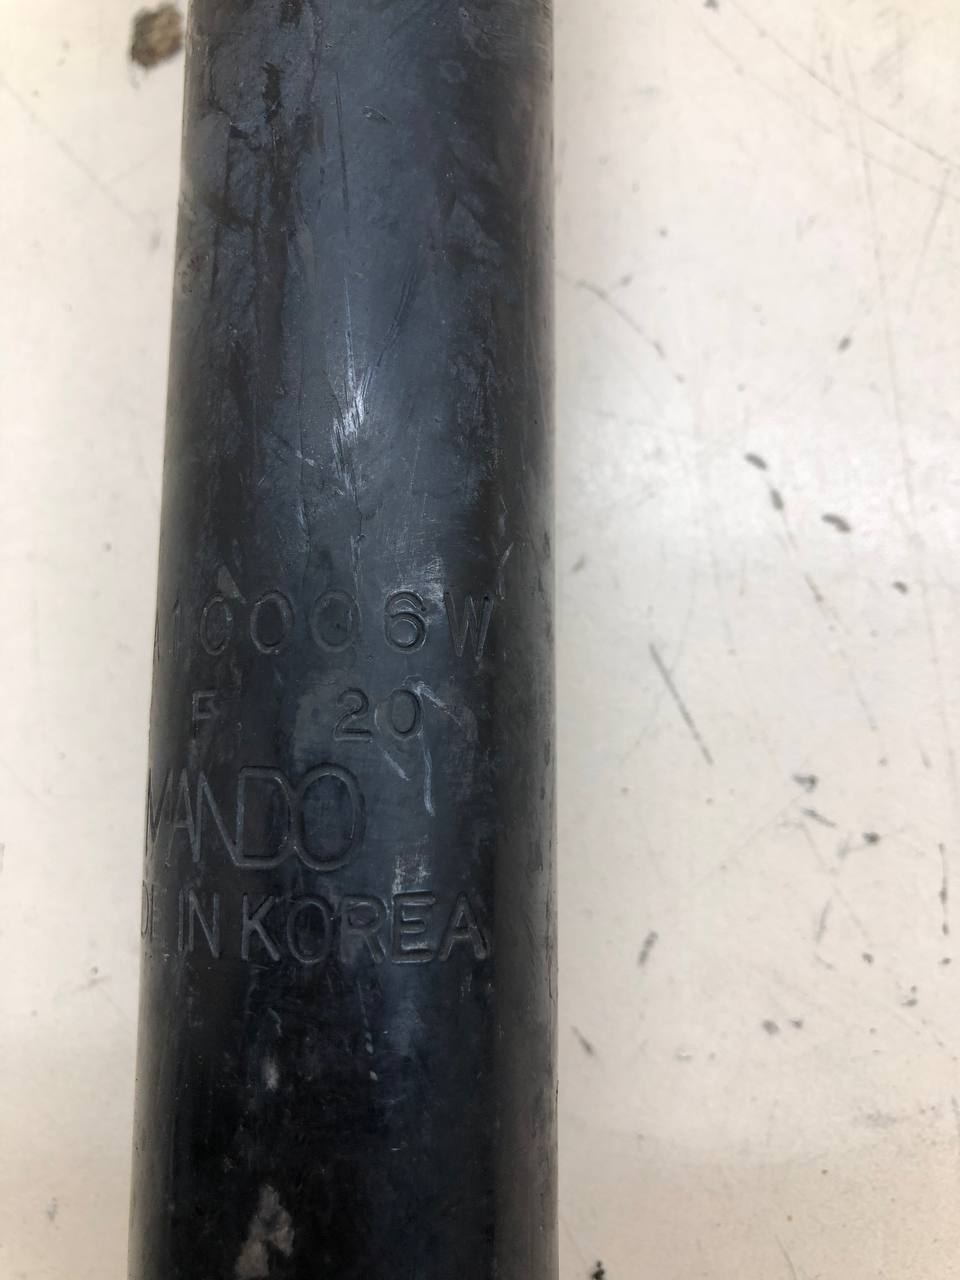 A10006W
F 20
MANDO
DE IN KOREA